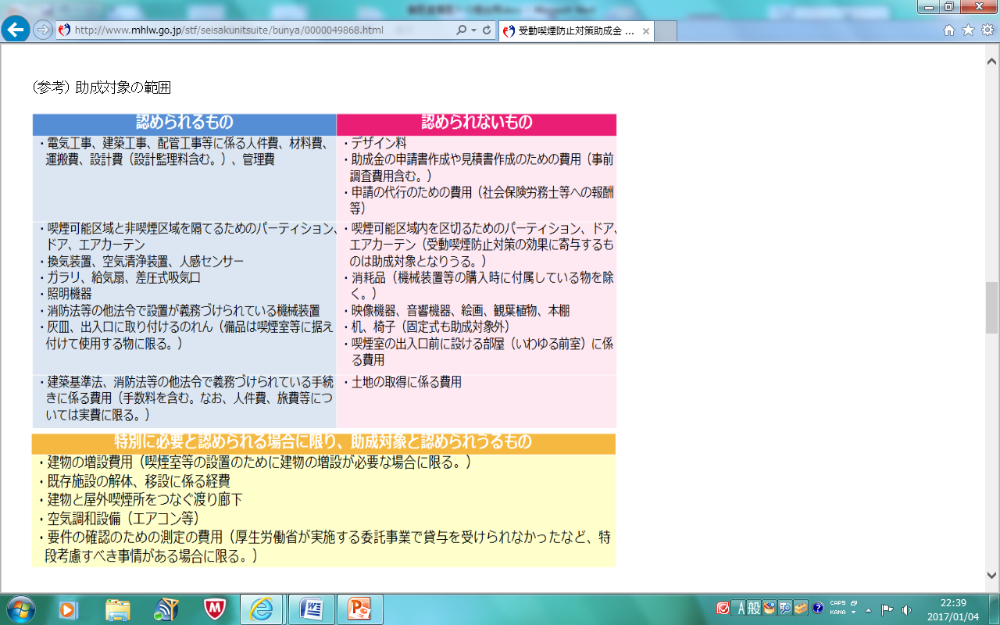 http://www.mhlw.go.jp/stf/seisakunitsuite/bunya/0000049868.html
受動喫煙防止対策助成金 ...
(参考) 助成対象の範囲
認められるもの
・電気工事、建築工事、配管工事等に係る人件費、材料費、
運搬費、設計費（設計監理料含む。）、管理費
・喫煙可能区域と非喫煙区域を隔てるためのパーティション、
ドア、エアカーテン
・換気装置、空気清浄装置、人感センサー
・ガラリ、給気扇、差圧式吸気口
・照明機器
・消防法等の他法令で設置が義務づけられている機械装置
・灰皿、出入口に取り付けるのれん（備品は喫煙室等に据え
付けて使用する物に限る。）
・建築基準法、消防法等の他法令で義務づけられている手続
きに係る費用（手数料を含む。なお、人件費、旅費等につ
いては実費に限る。）
認められないもの
・デザイン料
・助成金の申請書作成や見積書作成のための費用（事前
調査費用含む。）
・申請の代行のための費用（社会保険労務士等への報酬
等）
・喫煙可能区域内を区切るためのパーティション、ドア、
エアカーテン（受動喫煙防止対策の効果に寄与するも
のは助成対象となりうる。）
・消耗品（機械装置等の購入時に付属している物を除
く。）
・映像機器、音響機器、絵画、観葉植物、本棚
・机、椅子（固定式も助成対象外）
・喫煙室の出入口前に設ける部屋（いわゆる前室）に係
る費用
・土地の取得に係る費用
特別に必要と認められる場合に限り、助成対象と認められうるもの
・建物の増設費用（喫煙室等の設置のために建物の増設が必要な場合に限る。）
・既存施設の解体、移設に係る経費
・建物と屋外喫煙所をつなぐ渡り廊下
・空気調和設備（エアコン等）
・要件の確認のための測定の費用（厚生労働省が実施する委託事業で貸与を受けられなかったなど、特
段考慮すべき事情がある場合に限る。）
A 般
CAPS
KANA
22:39
2017/01/04